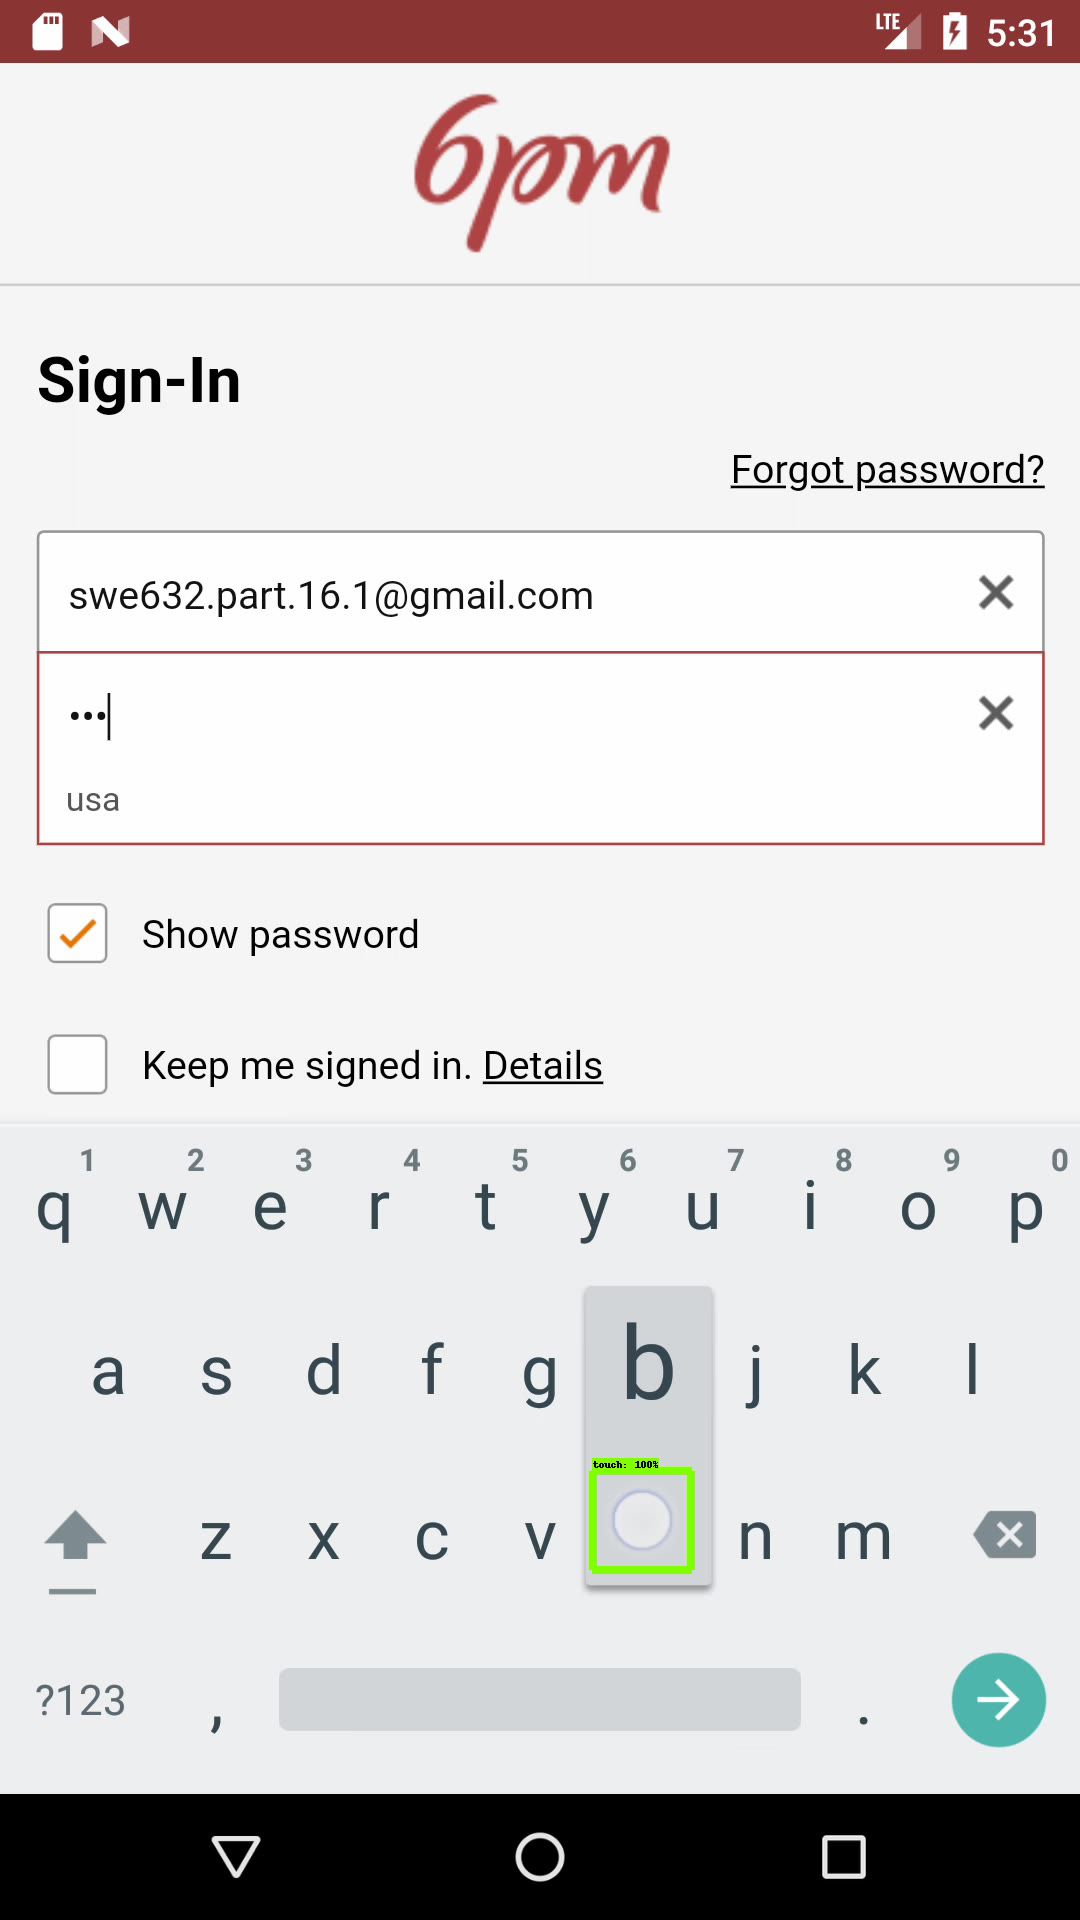 LTE 5:31
6pm
Sign-In
Forgot password?
swe632.part.16.1@gmail.com
•••
usa
Show password
Keep me signed in. Details
1 2 3 4 5 6 7 8 9 0
q w e r t y u i o p
a s d f g b j k l
touch: 100%
z x c v n m
?123 , .